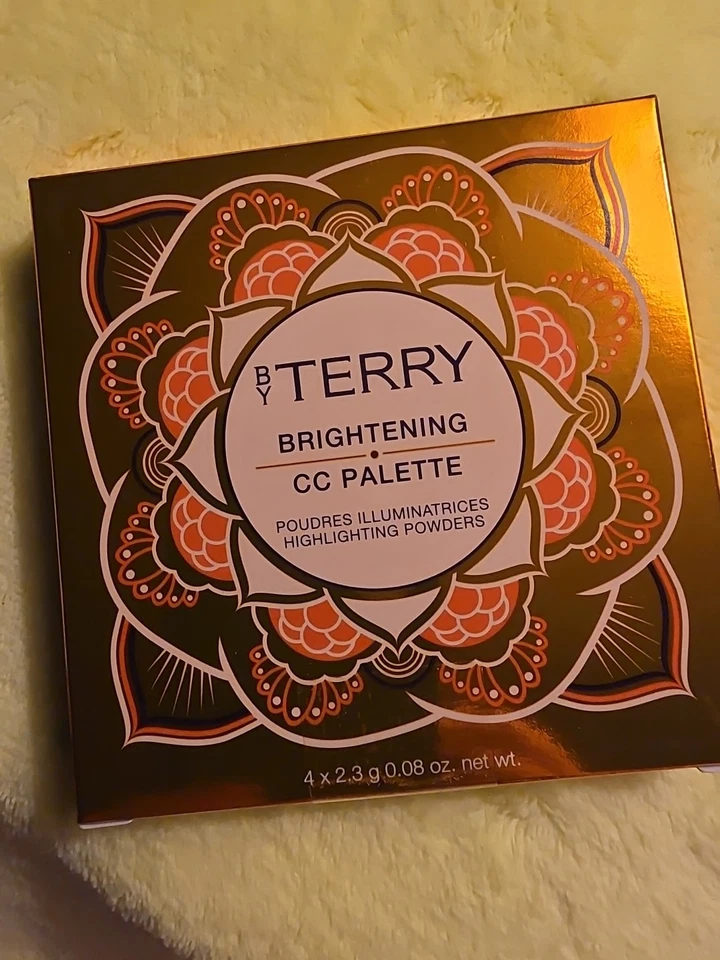 BY TERRY
BRIGHTENING
CC PALETTE
POUDRES ILLUMINATRICES
HIGHLIGHTING POWDERS
4 x 2.3 g 0.08 oz. net wt.